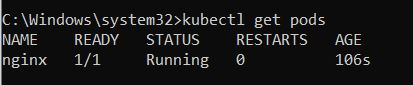 C:\Windows\system32>kubectl get pods
NAME READY STATUS RESTARTS AGE
nginx 1/1 Running 0 106s